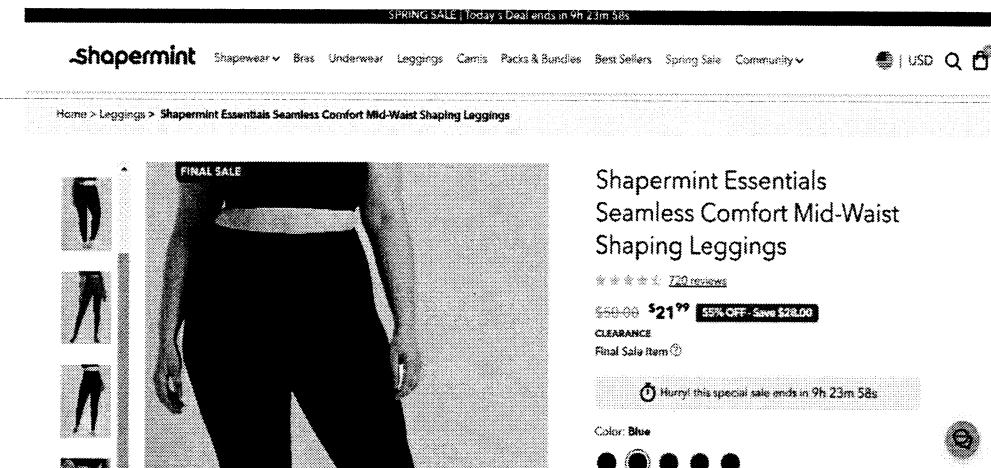 SPRING SALE | Today's Deal ends in 9h 23m 58s
Shapermint Shapewear Bras Underwear Leggings Camis Packs & Bundles Best Sellers Spring Sale Community | USD
Home > Leggings > Shapermint Essentials Seamless Comfort Mid-Waist Shaping Leggings
FINAL SALE
Shapermint Essentials
Seamless Comfort Mid-Waist
Shaping Leggings
720 reviews
$50.00 $21.99 55% OFF - Save $28.00
CLEARANCE
Final Sale Item ?
Hurry! this special sale ends in 9h 23m 58s
Color: Blue